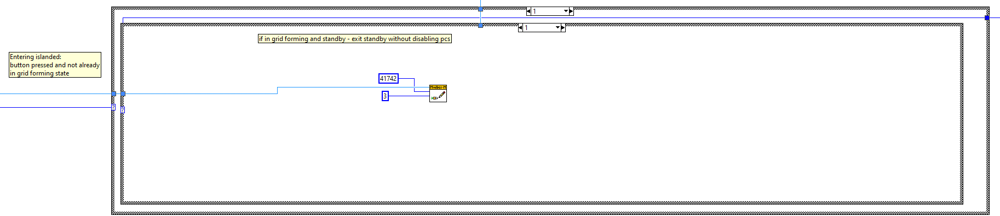 1
1
if in grid forming and standby - exit standby without disabling pcs
Entering islanded:
button pressed and not already
in grid forming state
41742
Modbus-M
3
?
?